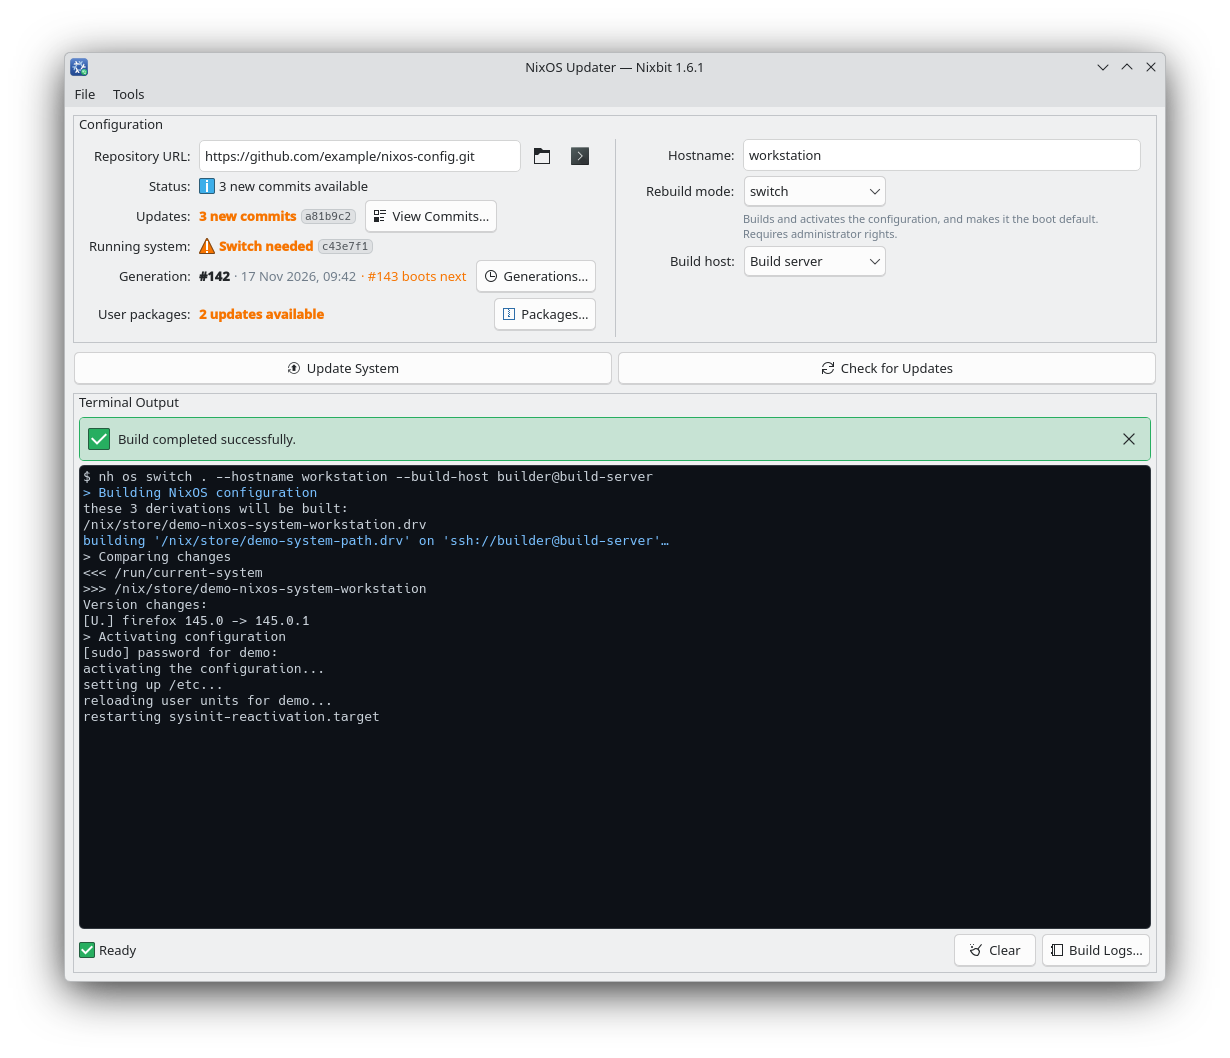 NixOS Updater — Nixbit 1.6.1
File Tools
Configuration
Repository URL: https://github.com/example/nixos-config.git
Status: 3 new commits available
Updates: 3 new commits a81b9c2 View Commits...
Running system: Switch needed c43e7f1
Generation: #142 · 17 Nov 2026, 09:42 · #143 boots next Generations...
User packages: 2 updates available Packages...
Hostname: workstation
Rebuild mode: switch
Builds and activates the configuration, and makes it the boot default.
Requires administrator rights.
Build host: Build server
Update System
Check for Updates
Terminal Output
Build completed successfully.
$ nh os switch . --hostname workstation --build-host builder@build-server
> Building NixOS configuration
these 3 derivations will be built:
/nix/store/demo-nixos-system-workstation.drv
building '/nix/store/demo-system-path.drv' on 'ssh://builder@build-server'…
> Comparing changes
<<< /run/current-system
>>> /nix/store/demo-nixos-system-workstation
Version changes:
[U.] firefox 145.0 -> 145.0.1
> Activating configuration
[sudo] password for demo:
activating the configuration...
setting up /etc...
reloading user units for demo...
restarting sysinit-reactivation.target
Ready
Clear
Build Logs...